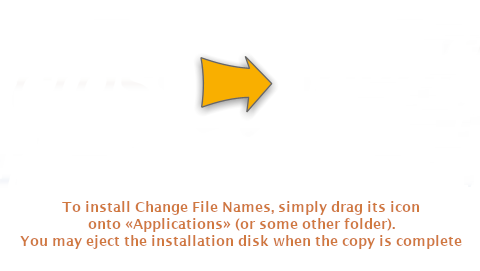 To install Change File Names, simply drag its icon
onto «Applications» (or some other folder).
You may eject the installation disk when the copy is complete